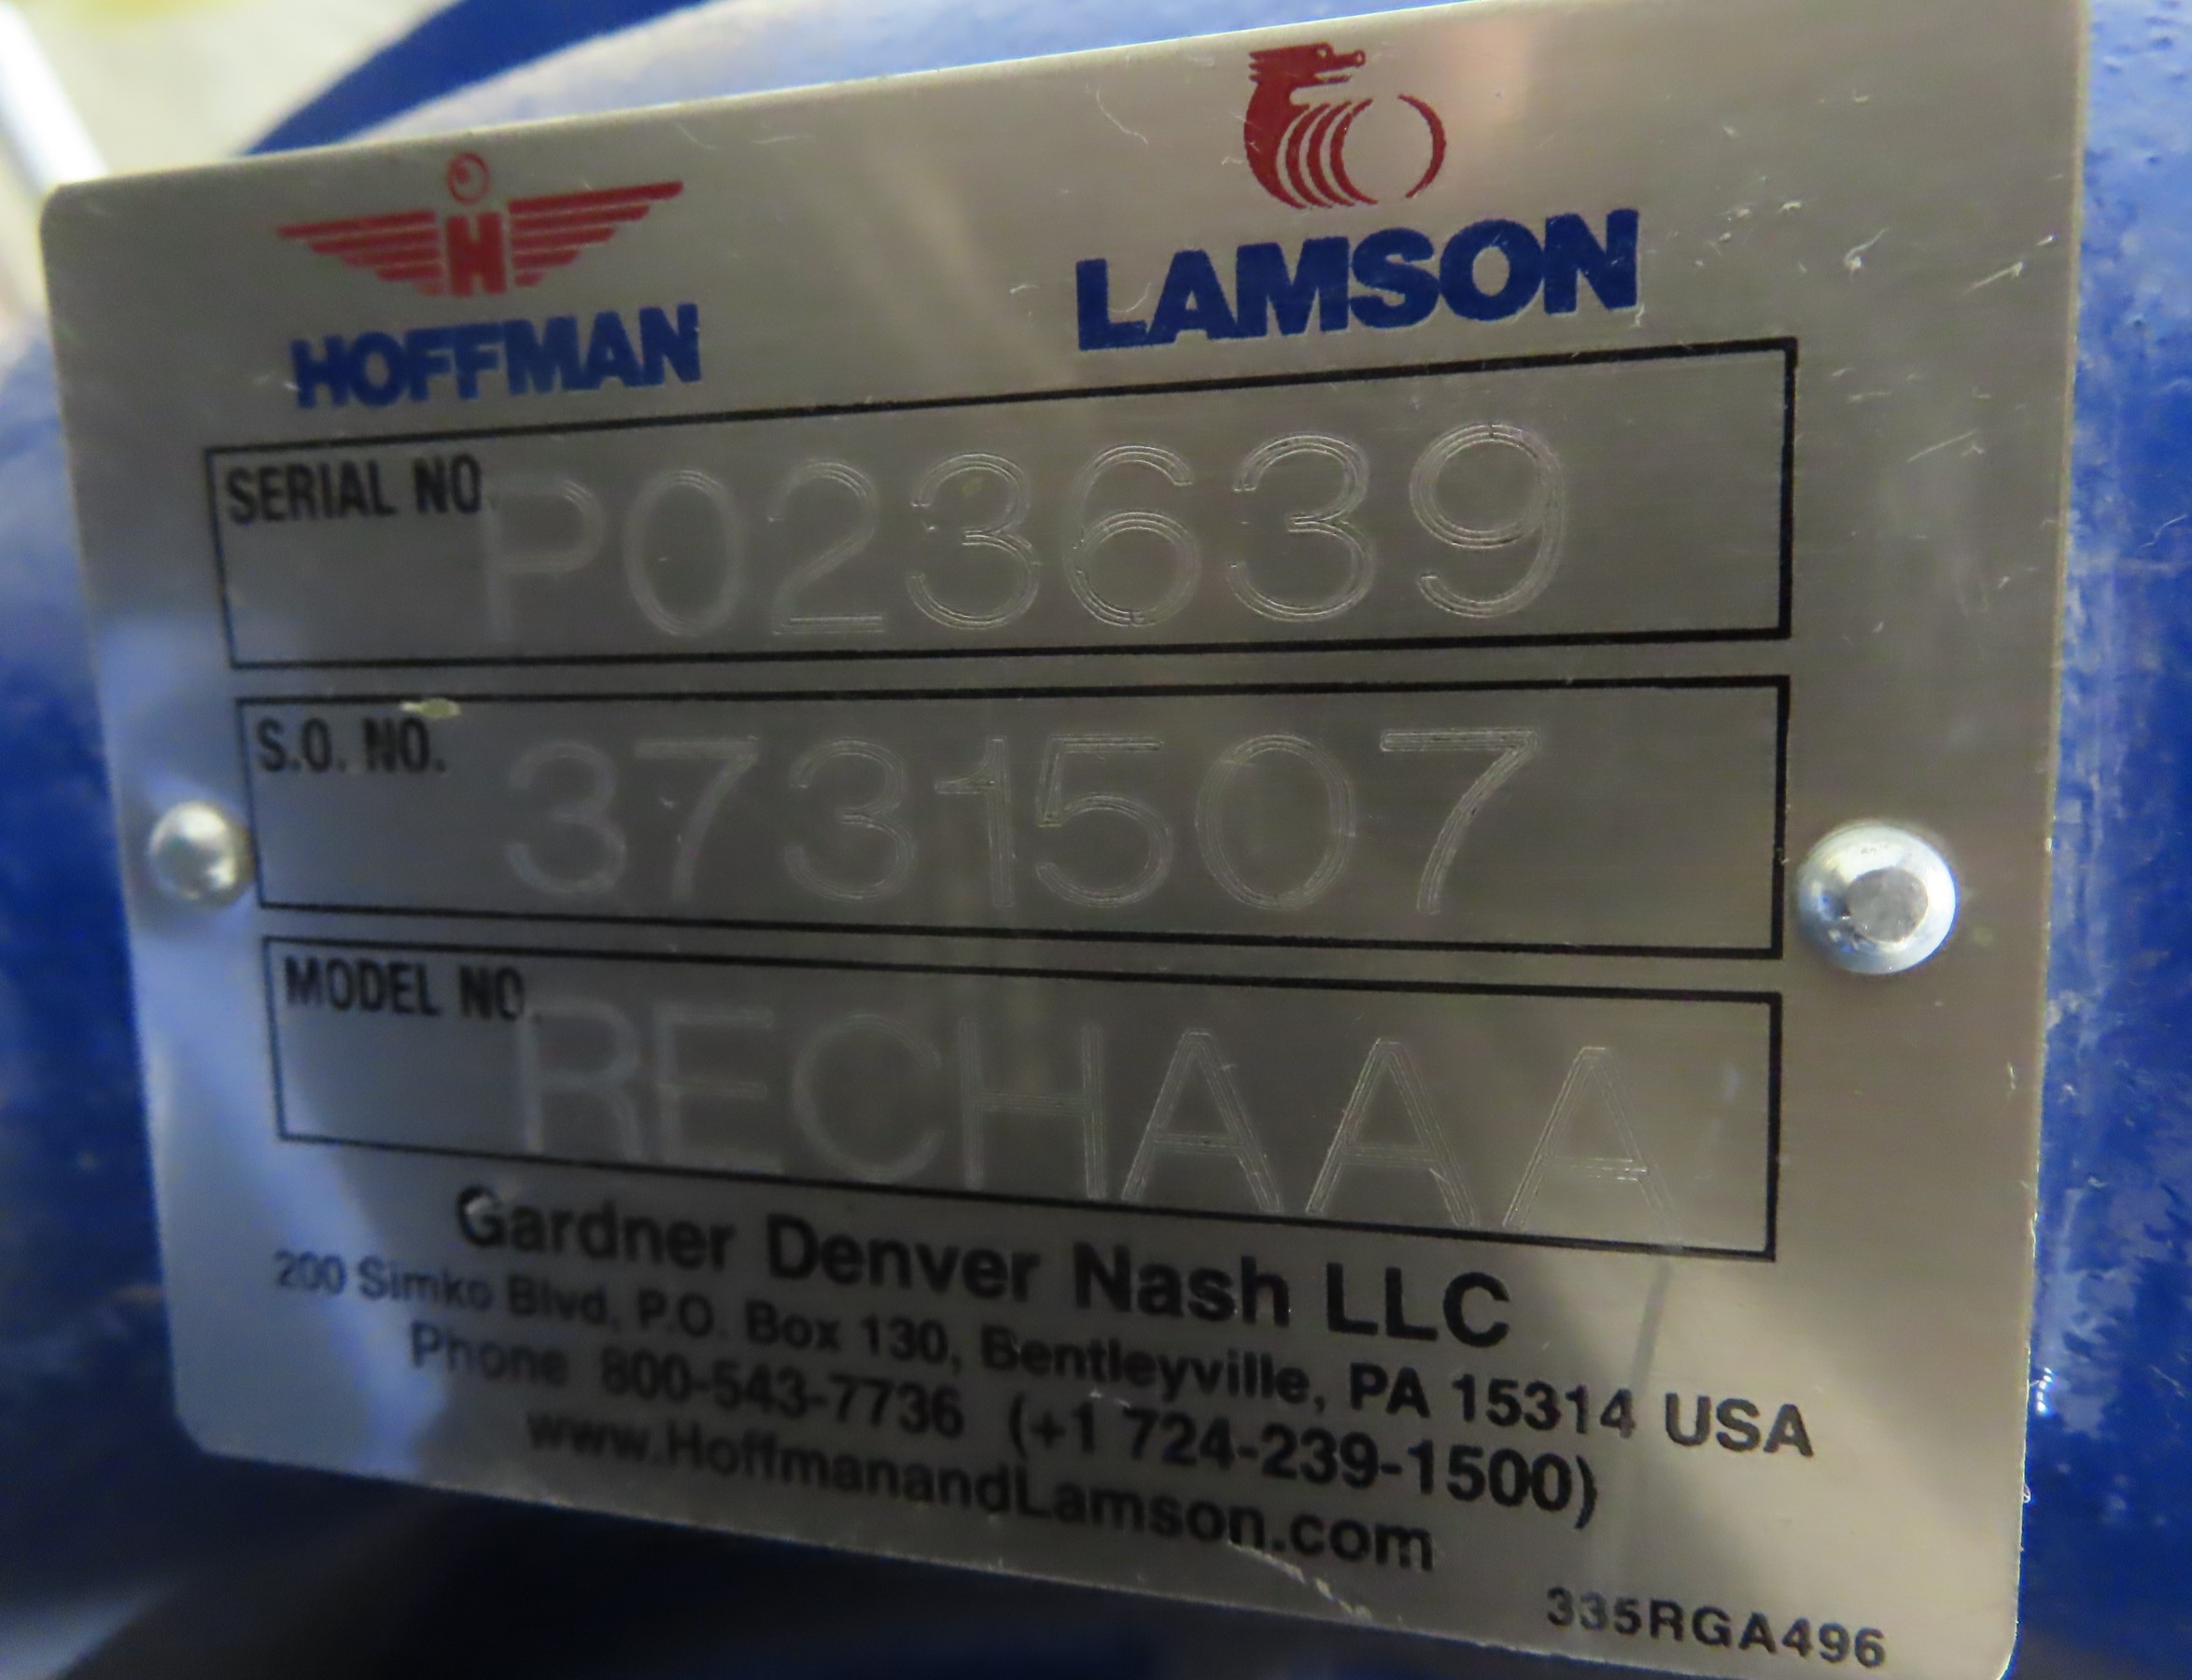 H
HOFFMAN
LAMSON
SERIAL NO. P023639
S.O. NO. 3731507
MODEL NO. RECHAAA
Gardner Denver Nash LLC
200 Simko Blvd, P.O. Box 130, Bentleyville, PA 15314 USA
Phone 800-543-7736 (+1 724-239-1500)
www.HoffmanandLamson.com
335RGA496